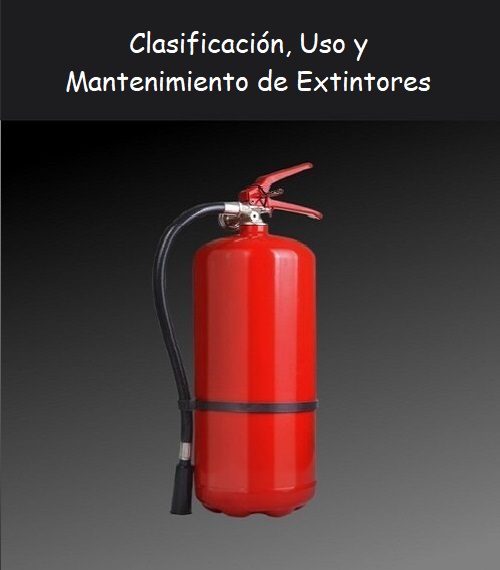 Clasificación, Uso y
Mantenimiento de Extintores